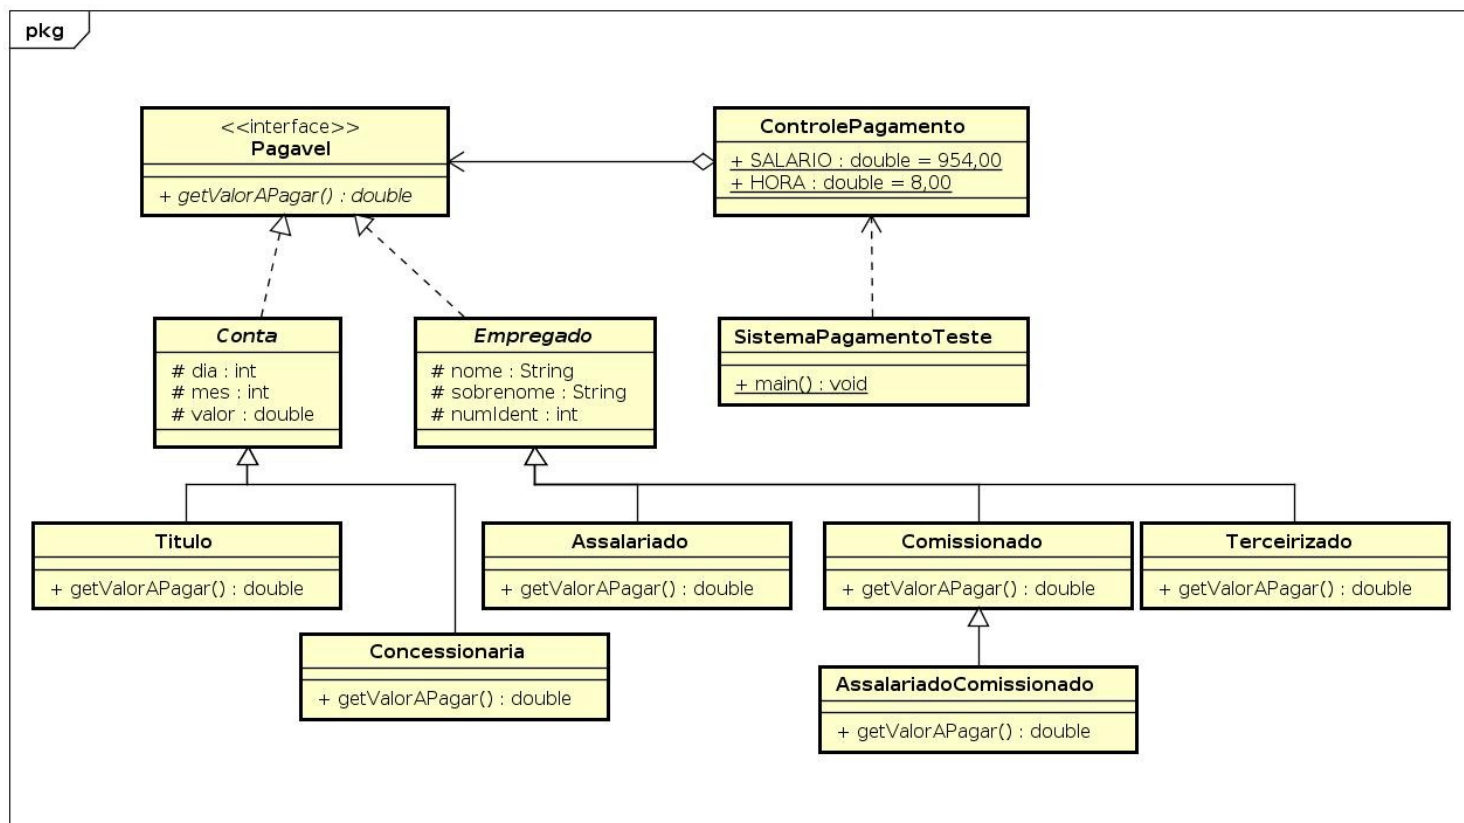 pkg
<<interface>>
Pagavel
+ getValorAPagar() : double
ControlePagamento
+ SALARIO : double = 954,00
+ HORA : double = 8,00
Conta
# dia : int
# mes : int
# valor : double
Empregado
# nome : String
# sobrenome : String
# numIdent : int
SistemaPagamentoTeste
+ main() : void
Titulo
+ getValorAPagar() : double
Assalariado
+ getValorAPagar() : double
Comissionado
+ getValorAPagar() : double
Terceirizado
+ getValorAPagar() : double
Concessionaria
+ getValorAPagar() : double
AssalariadoComissionado
+ getValorAPagar() : double